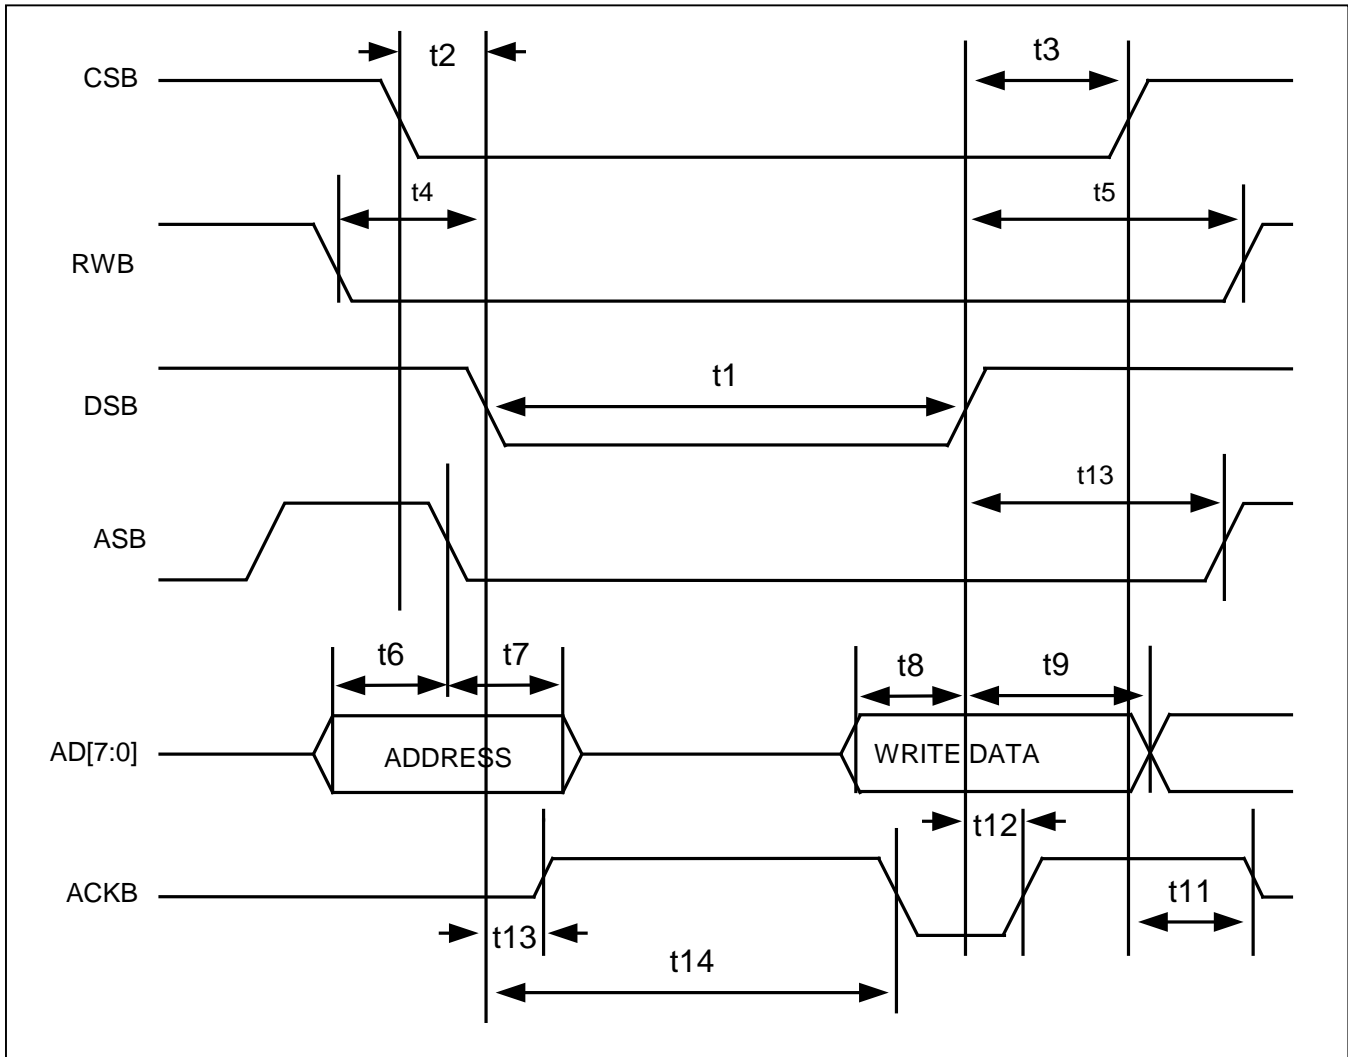 t2
t3
CSB
t4
t5
RWB
t1
DSB
t13
ASB
t6
t7
t8
t9
AD[7:0]
ADDRESS
WRITE DATA
t12
ACKB
t11
t13
t14